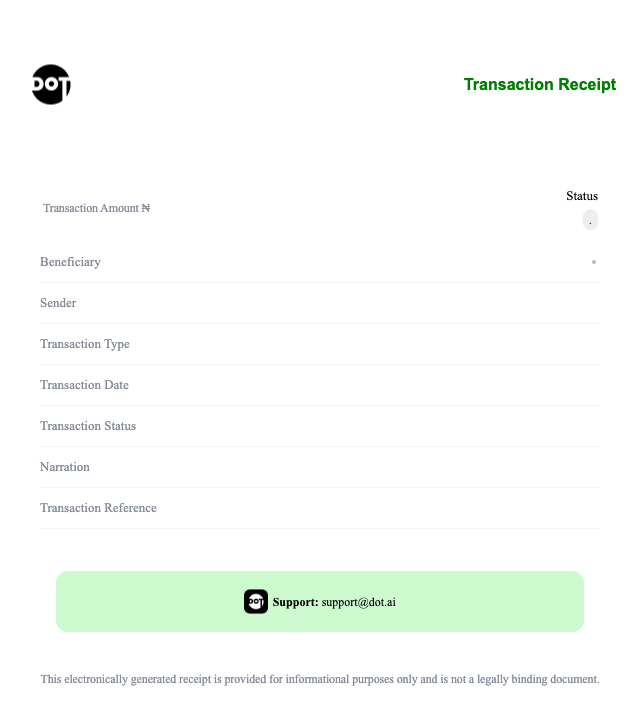 DOT
Transaction Receipt
Transaction Amount ₦
Status
.
Beneficiary
•
Sender
Transaction Type
Transaction Date
Transaction Status
Narration
Transaction Reference
DOT Support: support@dot.ai
This electronically generated receipt is provided for informational purposes only and is not a legally binding document.